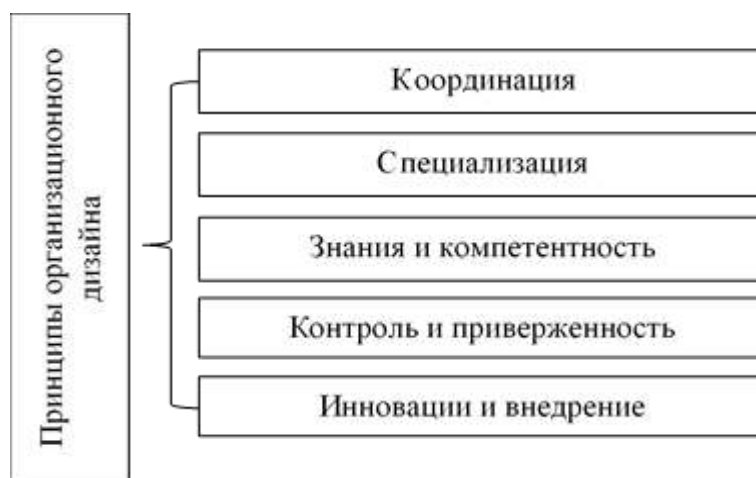 Принципы организационного
дизайна
Координация
Специализация
Знания и компетентность
Контроль и приверженность
Инновации и внедрение